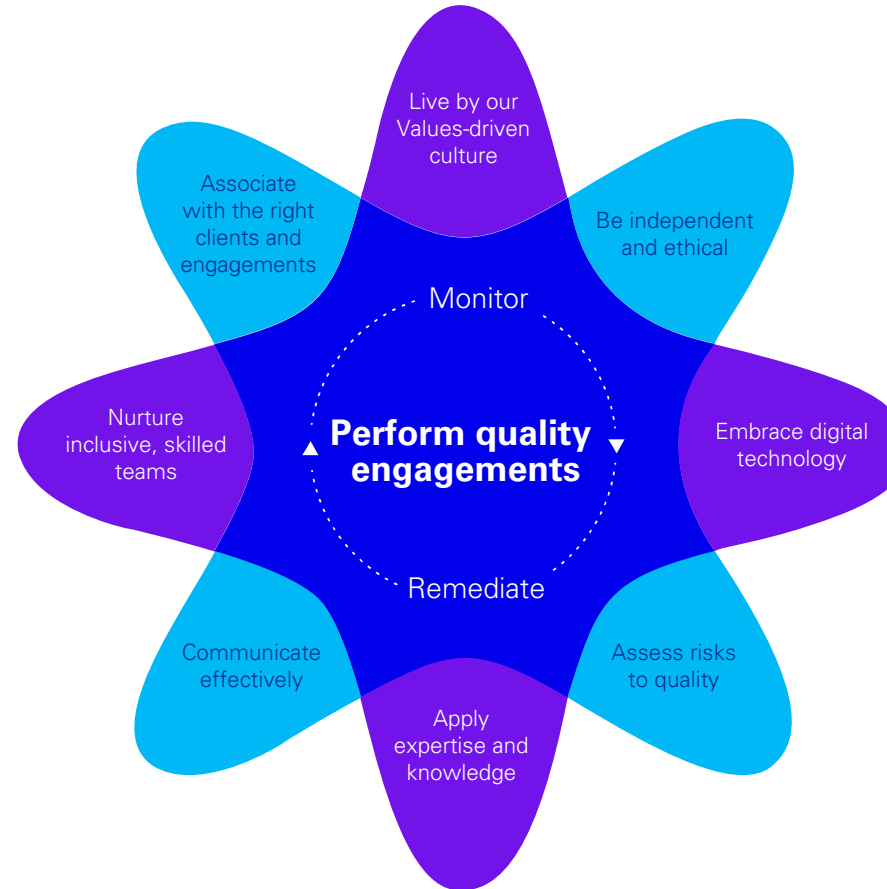 Live by our
Values-driven
culture
Associate
with the right
clients and
engagements
Be independent
and ethical
Monitor
Nurture
inclusive, skilled
teams
Perform quality
engagements
Embrace digital
technology
Remediate
Communicate
effectively
Assess risks
to quality
Apply
expertise and
knowledge